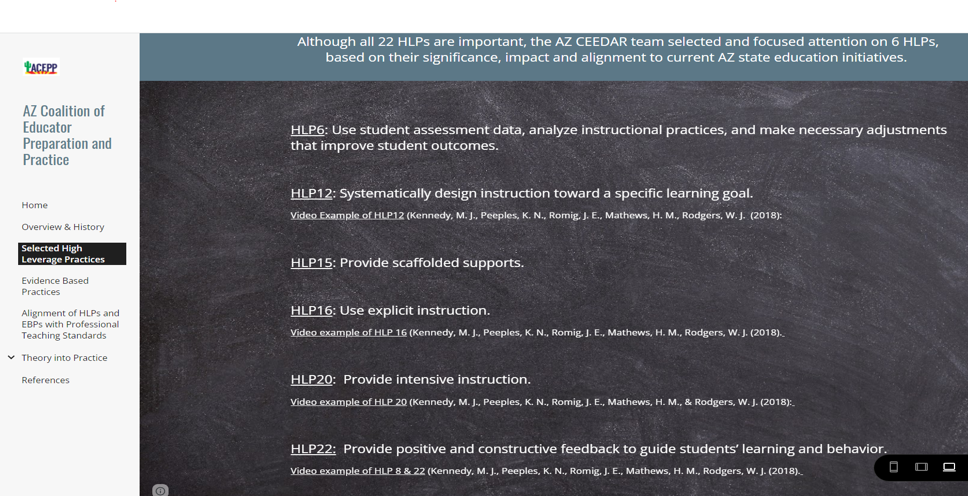 ACEPP
AZ Coalition of
Educator
Preparation and
Practice
Home
Overview & History
Selected High
Leverage Practices
Evidence Based
Practices
Alignment of HLPs and
EBPs with Professional
Teaching Standards
Theory into Practice
References
Although all 22 HLPs are important, the AZ CEEDAR team selected and focused attention on 6 HLPs,
based on their significance, impact and alignment to current AZ state education initiatives.
HLP6: Use student assessment data, analyze instructional practices, and make necessary adjustments
that improve student outcomes.
HLP12: Systematically design instruction toward a specific learning goal.
Video Example of HLP12 (Kennedy, M. J., Peeples, K. N., Romig, J. E., Mathews, H. M., Rodgers, W. J. (2018):
HLP15: Provide scaffolded supports.
HLP16: Use explicit instruction.
Video example of HLP 16 (Kennedy, M. J., Peeples, K. N., Romig, J. E., Mathews, H. M., Rodgers, W. J. (2018).
HLP20: Provide intensive instruction.
Video example of HLP 20 (Kennedy, M. J., Peeples, K. N., Romig, J. E., Mathews, H. M., & Rodgers, W. J. (2018):
HLP22: Provide positive and constructive feedback to guide students' learning and behavior.
Video example of HLP 8 & 22 (Kennedy, M. J., Peeples, K. N., Romig, J. E., Mathews, H. M., Rodgers, W. J. (2018).